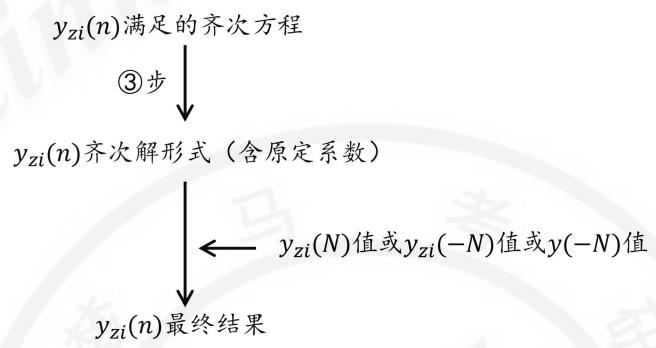 y_{zi}(n)满足的齐次方程
③步
y_{zi}(n)齐次解形式（含原定系数）
y_{zi}(N)值或y_{zi}(-N)值或y(-N)值
y_{zi}(n)最终结果
马
老